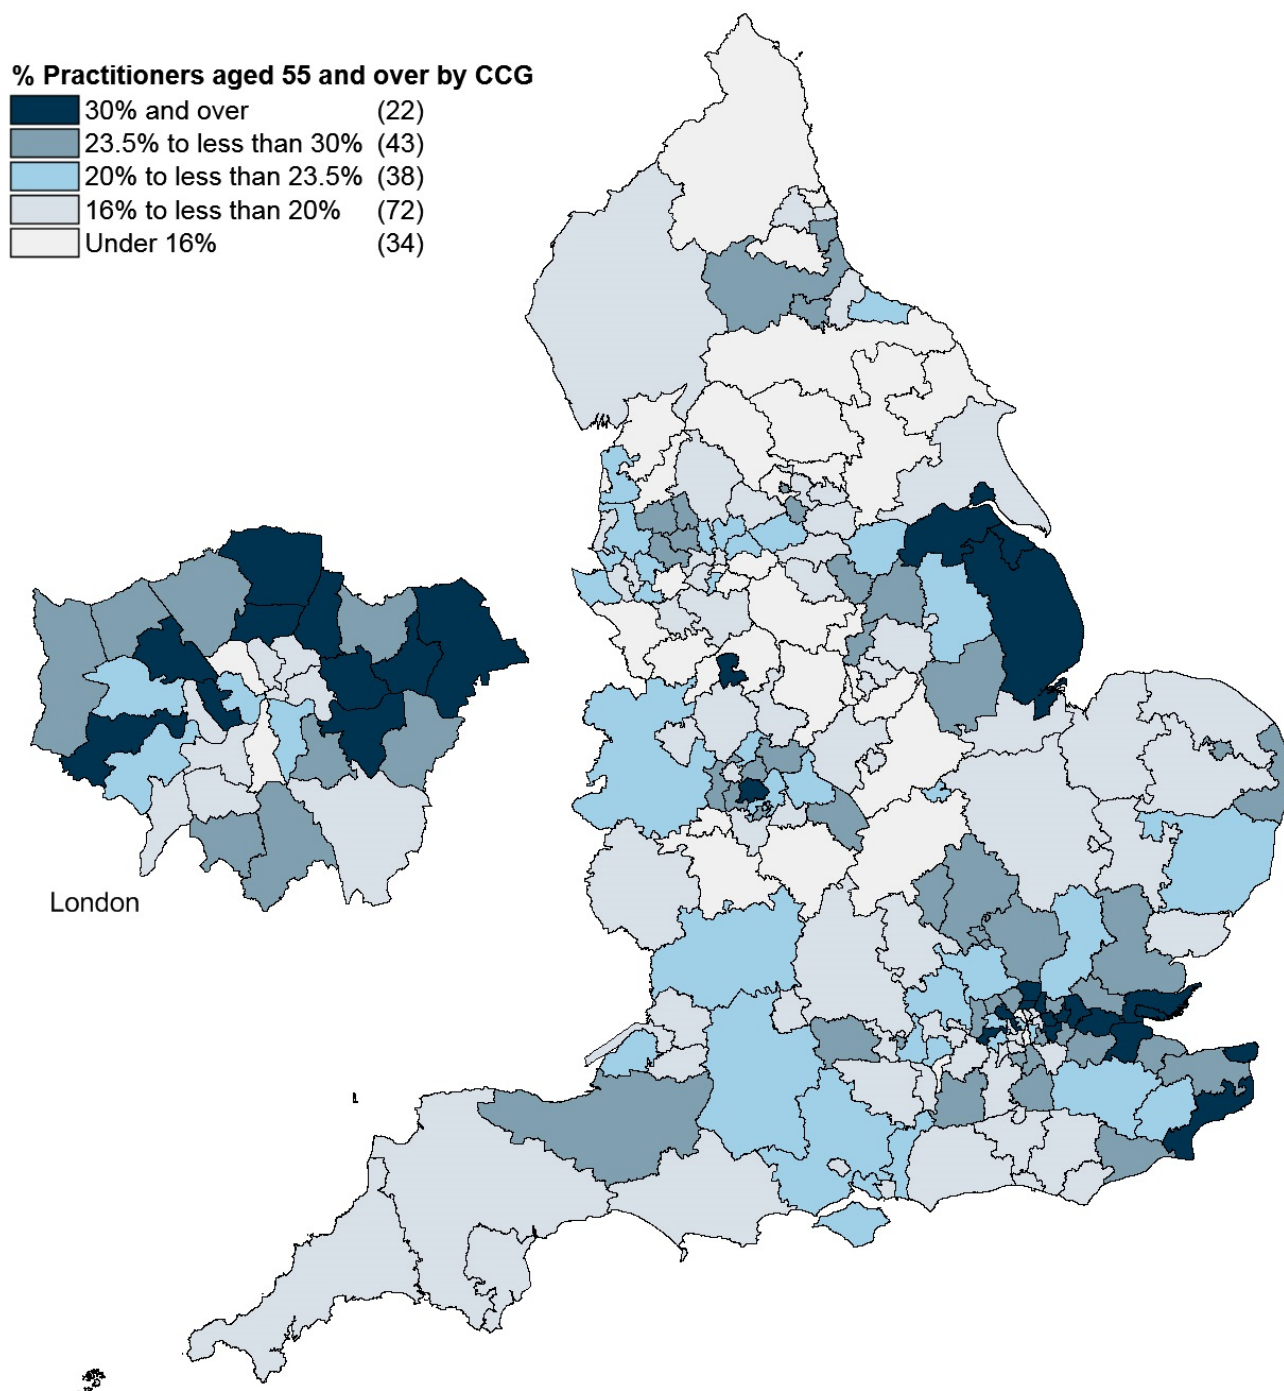 % Practitioners aged 55 and over by CCG
30% and over (22)
23.5% to less than 30% (43)
20% to less than 23.5% (38)
16% to less than 20% (72)
Under 16% (34)
London